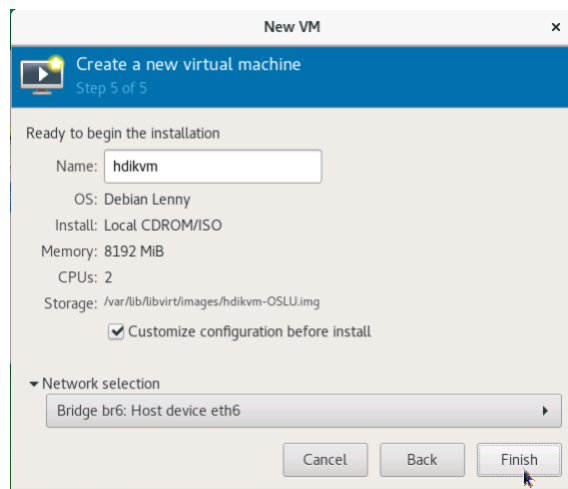 New VM
Create a new virtual machine
Step 5 of 5
Ready to begin the installation
Name: hdikvm
OS: Debian Lenny
Install: Local CDROM/ISO
Memory: 8192 MiB
CPUs: 2
Storage: /var/lib/libvirt/images/hdikvm-OSLU.img
Customize configuration before install
Network selection
Bridge br6: Host device eth6
Cancel Back Finish